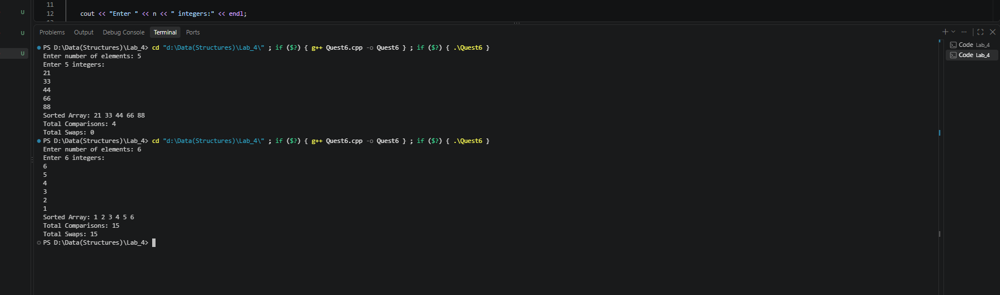 11
U
12 cout << "Enter " << n << " integers:" << endl;
Problems Output Debug Console Terminal Ports
U
Code Lab_4
PS D:\Data(Structures)\Lab_4> cd "d:\Data(Structures)\Lab_4\" ; if ($?) { g++ Quest6.cpp -o Quest6 } ; if ($?) { .\Quest6 }
U
Code Lab_4
Enter number of elements: 5
Enter 5 integers:
21
33
44
66
88
Sorted Array: 21 33 44 66 88
Total Comparisons: 4
Total Swaps: 0
PS D:\Data(Structures)\Lab_4> cd "d:\Data(Structures)\Lab_4\" ; if ($?) { g++ Quest6.cpp -o Quest6 } ; if ($?) { .\Quest6 }
Enter number of elements: 6
Enter 6 integers:
6
5
4
3
2
1
Sorted Array: 1 2 3 4 5 6
Total Comparisons: 15
Total Swaps: 15
PS D:\Data(Structures)\Lab_4>